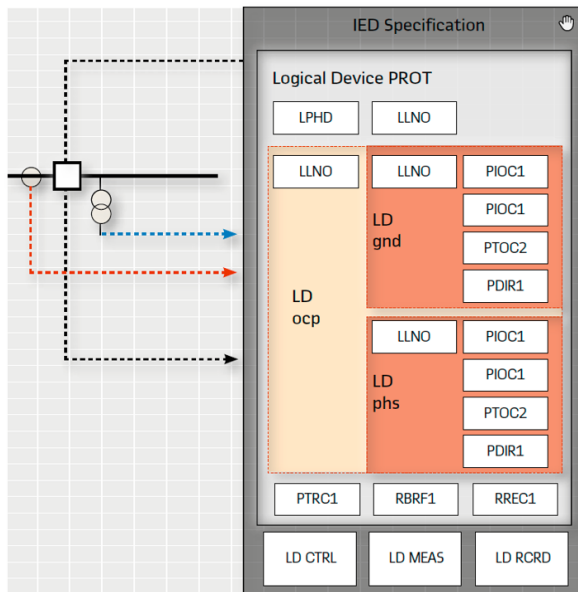 IED Specification
Logical Device PROT
LPHD LLNO
LLNO LLNO PIOC1
PIOC1
LD
gnd
PTOC2
PDIR1
LD
ocp
LLNO PIOC1
PIOC1
LD
phs
PTOC2
PDIR1
PTRC1 RBRF1 RREC1
LD CTRL LD MEAS LD RCRD